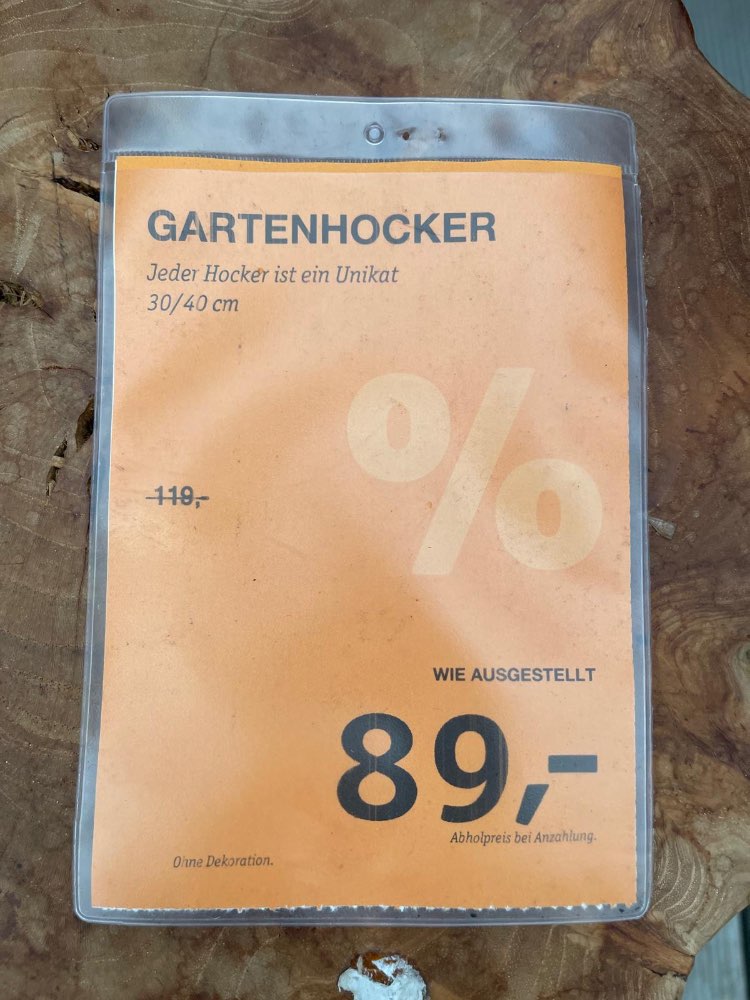 GARTENHOCKER
Jeder Hocker ist ein Unikat
30/40 cm
%
119,-
WIE AUSGESTELLT
89,-
Abholpreis bei Anzahlung.
Ohne Dekoration.